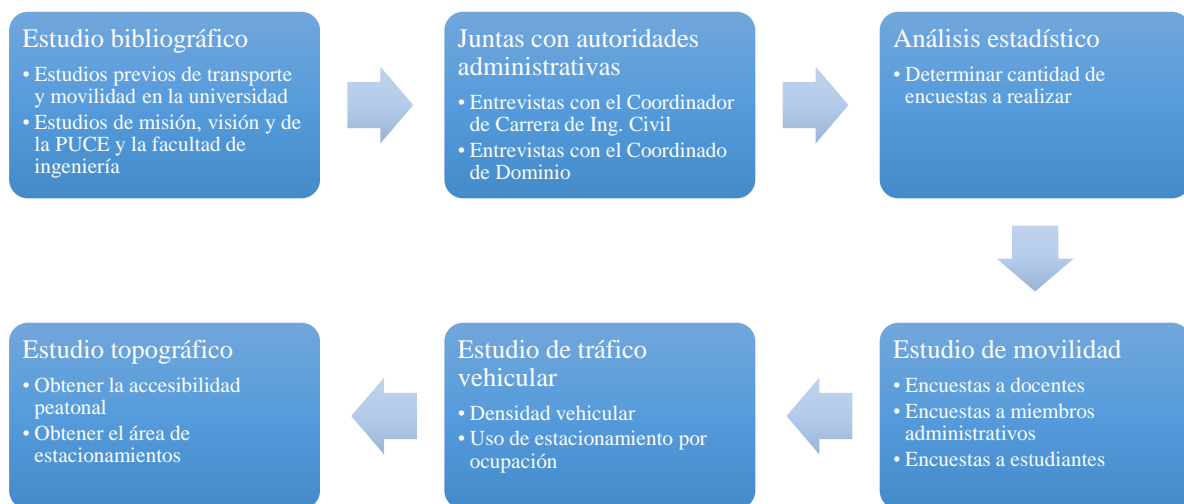 Estudio bibliográfico
• Estudios previos de transporte
y movilidad en la universidad
• Estudios de misión, visión y de
la PUCE y la facultad de
ingeniería
Juntas con autoridades
administrativas
• Entrevistas con el Coordinador
de Carrera de Ing. Civil
• Entrevistas con el Coordinado
de Dominio
Análisis estadístico
• Determinar cantidad de
encuestas a realizar
Estudio de movilidad
• Encuestas a docentes
• Encuestas a miembros
administrativos
• Encuestas a estudiantes
Estudio de tráfico
vehicular
• Densidad vehicular
• Uso de estacionamiento por
ocupación
Estudio topográfico
• Obtener la accesibilidad
peatonal
• Obtener el área de
estacionamientos